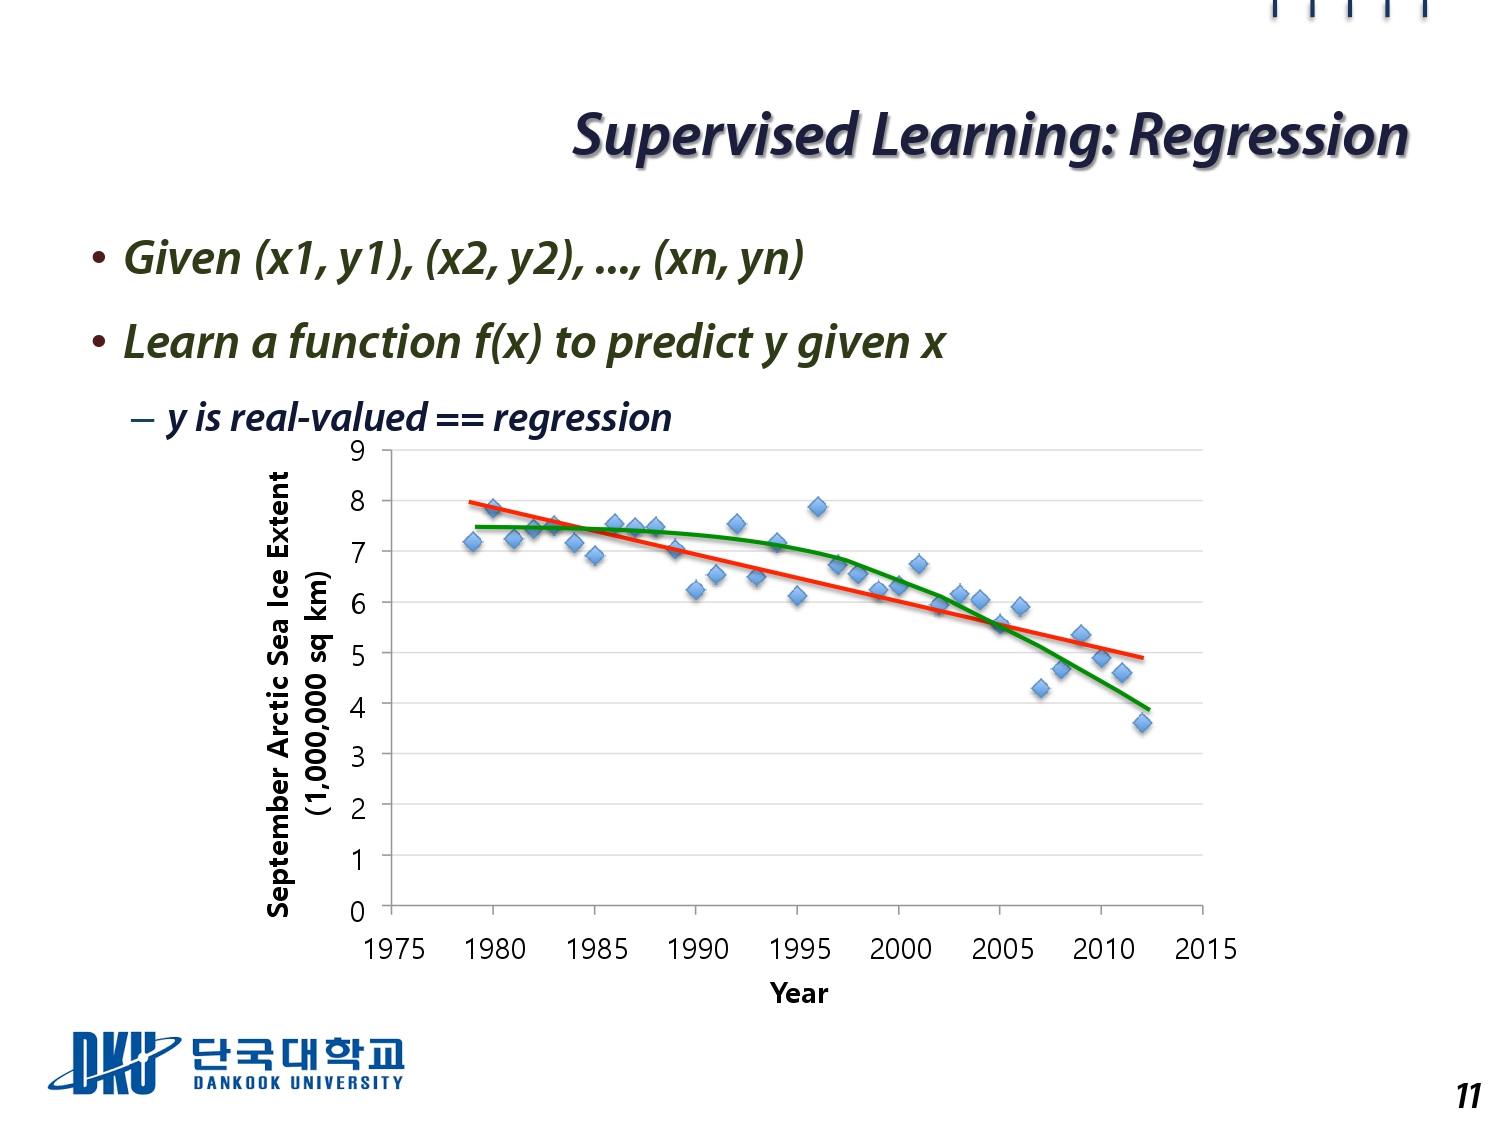 Supervised Learning: Regression
• Given (x1, y1), (x2, y2), ..., (xn, yn)
• Learn a function f(x) to predict y given x
– y is real-valued == regression
September Arctic Sea Ice Extent
(1,000,000 sq km)
9
8
7
6
5
4
3
2
1
0
1975 1980 1985 1990 1995 2000 2005 2010 2015
Year
DKU 단국대학교
DANKOOK UNIVERSITY
11